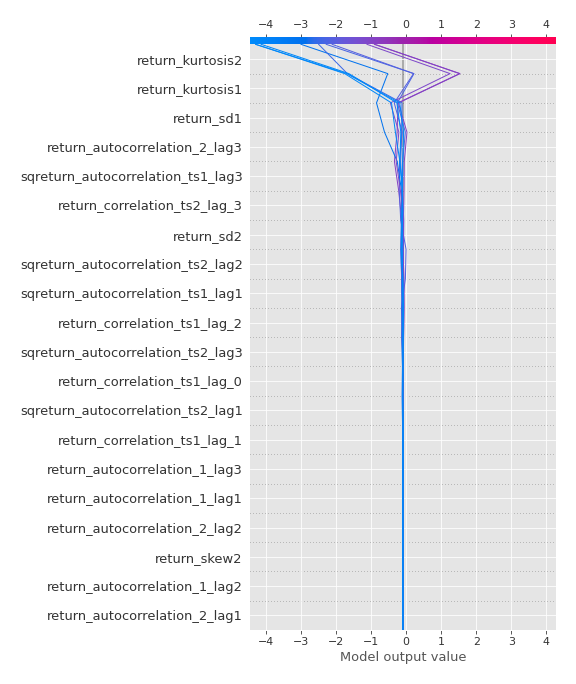 −4 −3 −2 −1 0 1 2 3 4
return_kurtosis2
return_kurtosis1
return_sd1
return_autocorrelation_2_lag3
sqreturn_autocorrelation_ts1_lag3
return_correlation_ts2_lag_3
return_sd2
sqreturn_autocorrelation_ts2_lag2
sqreturn_autocorrelation_ts1_lag1
return_correlation_ts1_lag_2
sqreturn_autocorrelation_ts2_lag3
return_correlation_ts1_lag_0
sqreturn_autocorrelation_ts2_lag1
return_correlation_ts1_lag_1
return_autocorrelation_1_lag3
return_autocorrelation_1_lag1
return_autocorrelation_2_lag2
return_skew2
return_autocorrelation_1_lag2
return_autocorrelation_2_lag1
−4 −3 −2 −1 0 1 2 3 4
Model output value